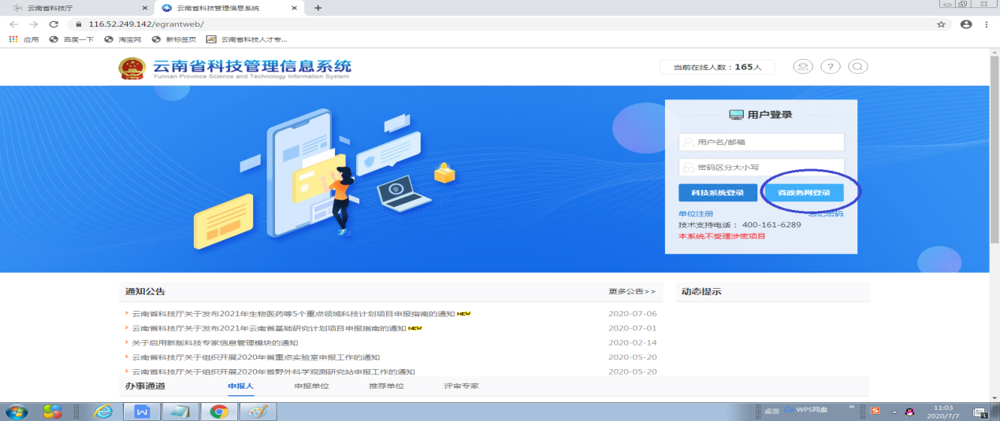 云南省科技厅
云南省科技管理信息系统
116.52.249.142/egrantweb/
应用 百度一下 淘宝网 新标签页 云南省科技人才专...
云南省科技管理信息系统
Yunnan Province Science and Technology Information System
当前在线人数：165人
用户登录
用户名/邮箱
密码区分大小写
科技系统登录 省政务网登录
单位注册 忘记密码
技术支持电话： 400-161-6289
本系统不受理涉密项目
通知公告 更多公告>>
动态提示
云南省科技厅关于发布2021年生物医药等5个重点领域科技计划项目申报指南的通知 NEW 2020-07-06
云南省科技厅关于发布2021年云南省基础研究计划项目申报指南的通知 NEW 2020-07-01
关于启用新版科技专家信息管理模块的通知 2020-02-14
云南省科技厅关于组织开展2020年省重点实验室申报工作的通知 2020-05-20
云南省科技厅关于组织开展2020年省野外科学观测研究站申报工作的通知 2020-05-20
办事通道 申报人 申报单位 推荐单位 评审专家
桌面 WPS网盘 »
11:03
2020/7/7